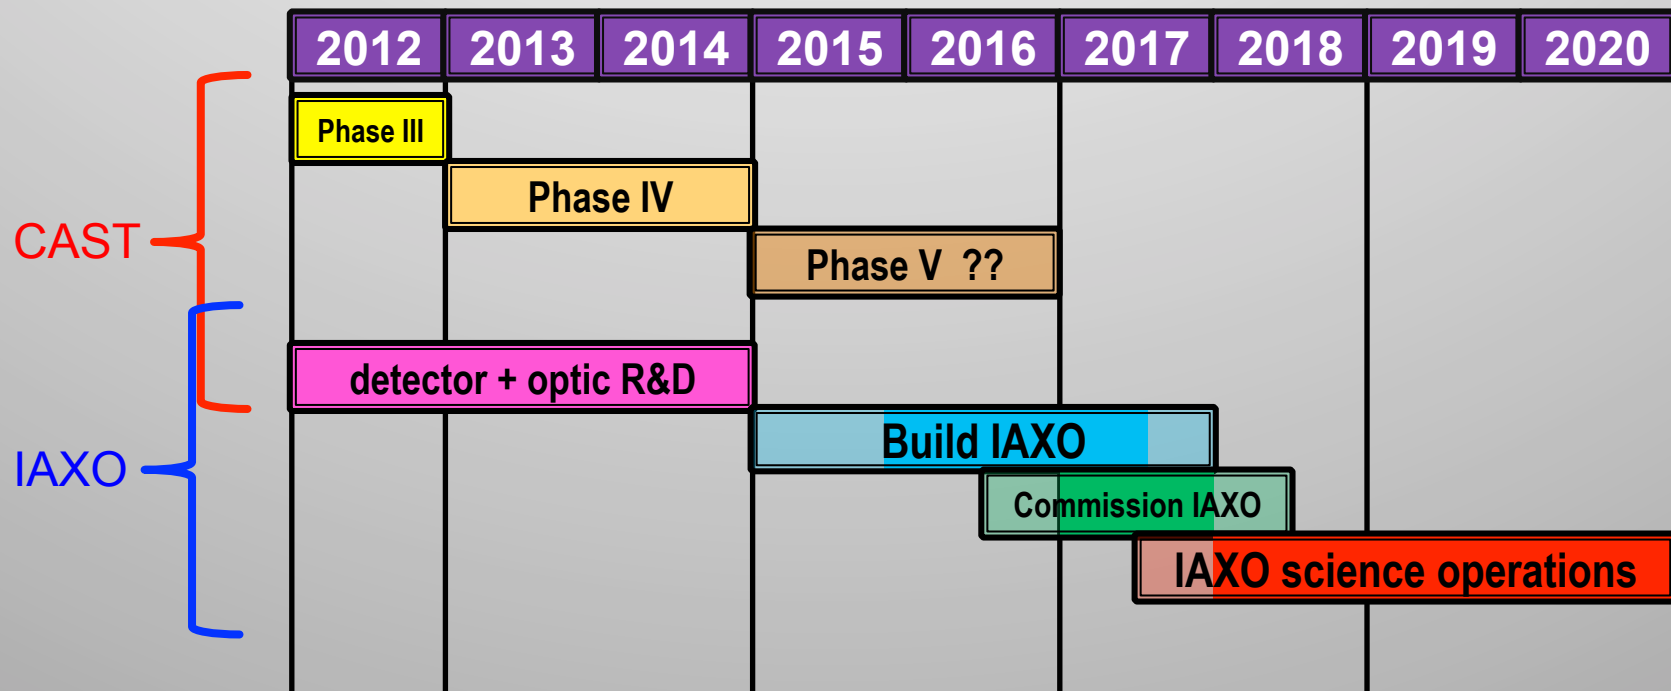 2012 2013 2014 2015 2016 2017 2018 2019 2020
Phase III
Phase IV
CAST
Phase V ??
detector + optic R&D
Build IAXO
IAXO
Commission IAXO
IAXO science operations